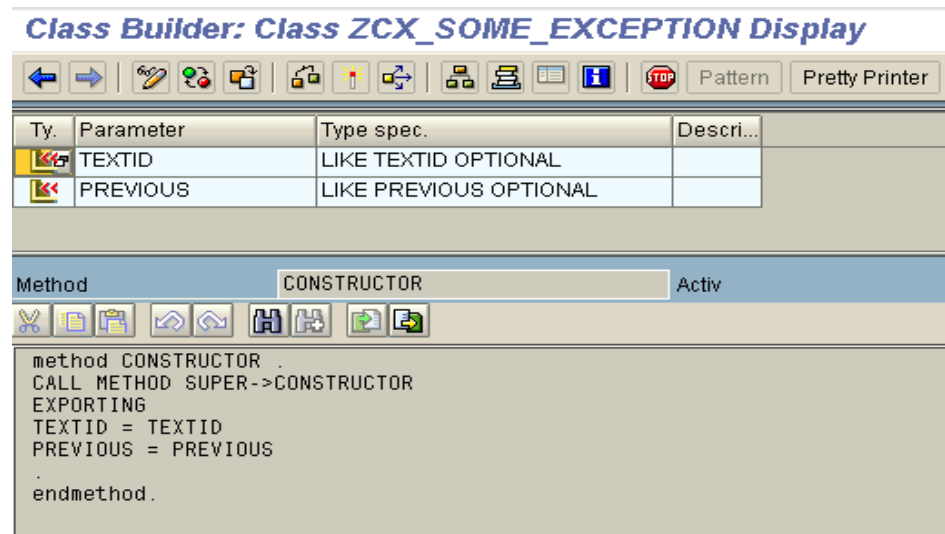 Class Builder: Class ZCX_SOME_EXCEPTION Display
STOP Pattern Pretty Printer
Ty. Parameter Type spec. Descri...
TEXTID LIKE TEXTID OPTIONAL
PREVIOUS LIKE PREVIOUS OPTIONAL
Method CONSTRUCTOR Activ
method CONSTRUCTOR .
CALL METHOD SUPER->CONSTRUCTOR
EXPORTING
TEXTID = TEXTID
PREVIOUS = PREVIOUS
.
endmethod.